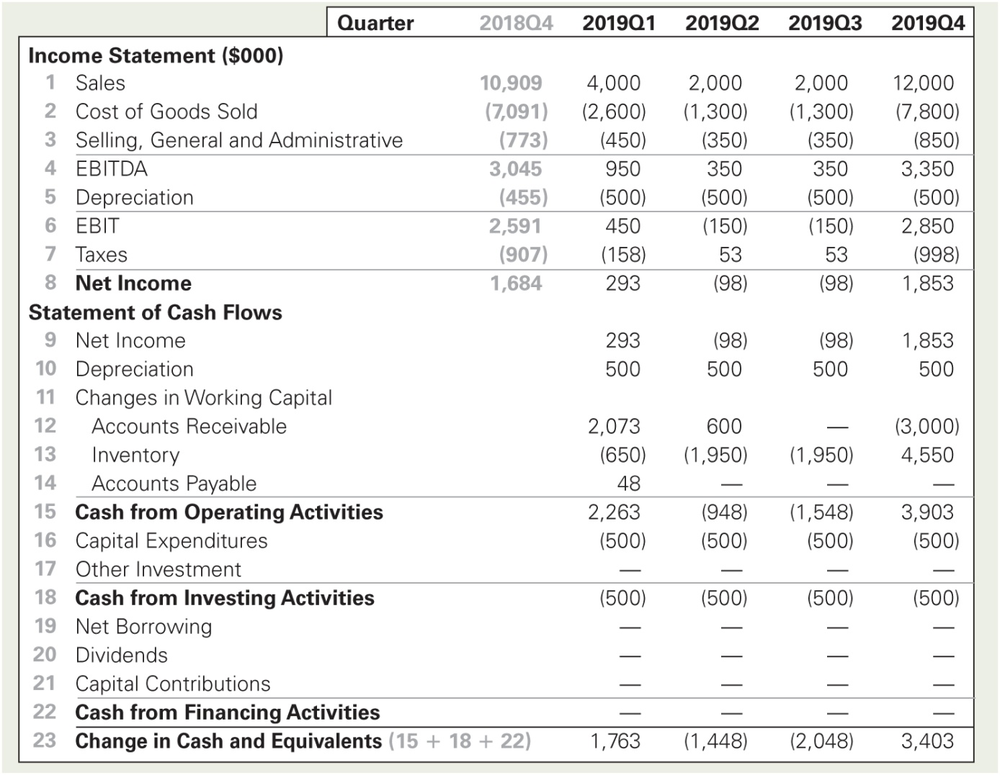 Quarter 2018Q4 2019Q1 2019Q2 2019Q3 2019Q4
Income Statement ($000)
1 Sales 10,909 4,000 2,000 2,000 12,000
2 Cost of Goods Sold (7,091) (2,600) (1,300) (1,300) (7,800)
3 Selling, General and Administrative (773) (450) (350) (350) (850)
4 EBITDA 3,045 950 350 350 3,350
5 Depreciation (455) (500) (500) (500) (500)
6 EBIT 2,591 450 (150) (150) 2,850
7 Taxes (907) (158) 53 53 (998)
8 Net Income 1,684 293 (98) (98) 1,853
Statement of Cash Flows
9 Net Income 293 (98) (98) 1,853
10 Depreciation 500 500 500 500
11 Changes in Working Capital
12 Accounts Receivable 2,073 600 — (3,000)
13 Inventory (650) (1,950) (1,950) 4,550
14 Accounts Payable 48 — — —
15 Cash from Operating Activities 2,263 (948) (1,548) 3,903
16 Capital Expenditures (500) (500) (500) (500)
17 Other Investment — — — —
18 Cash from Investing Activities (500) (500) (500) (500)
19 Net Borrowing — — — —
20 Dividends — — — —
21 Capital Contributions — — — —
22 Cash from Financing Activities — — — —
23 Change in Cash and Equivalents (15 + 18 + 22) 1,763 (1,448) (2,048) 3,403